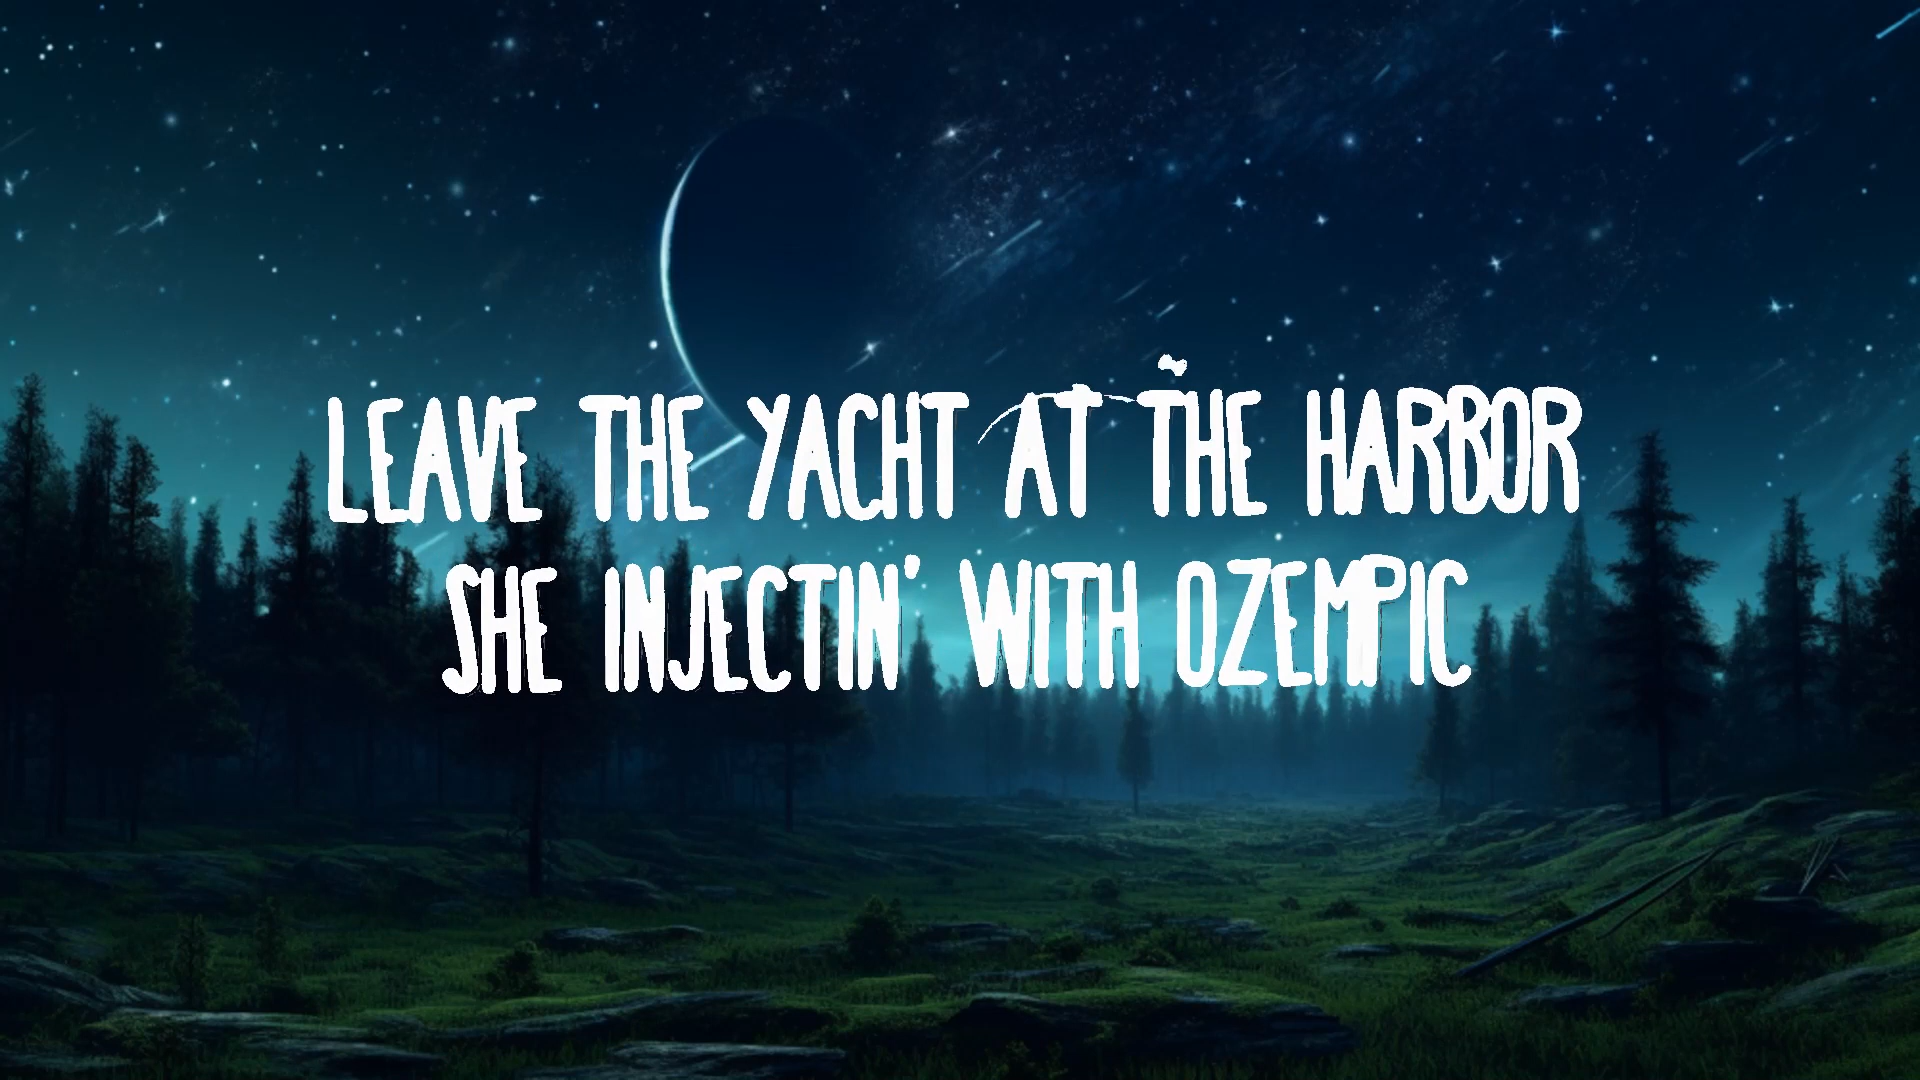 LEAVE THE YACHT AT THE HARBOR
SHE INJECTIN' WITH OZEMPIC